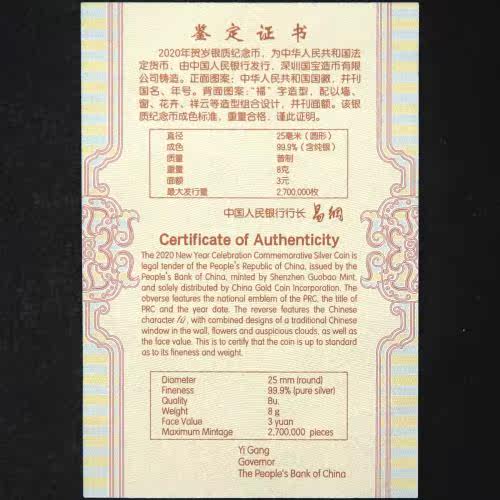 鉴定证书
2020年贺岁银质纪念币，为中华人民共和国法
定货币，由中国人民银行发行，深圳国宝造币有限
公司铸造。正面图案：中华人民共和国国徽，并刊
国名、年号。背面图案：“福”字造型，配以墙、
窗、花卉、祥云等造型组合设计，并刊面额。该银
质纪念币成色标准，重量合格，谨此证明。
直径 25毫米（圆形）
成色 99.9%（含纯银）
质量 普制
重量 8克
面额 3元
最大发行量 2,700,000枚
中国人民银行行长 易纲
Certificate of Authenticity
The 2020 New Year Celebration Commemorative Silver Coin is
legal tender of the People's Republic of China, issued by the
People's Bank of China, minted by Shenzhen Guobao Mint,
and solely distributed by China Gold Coin Incorporation. The
obverse features the national emblem of the PRC, the title of
PRC and the year date. The reverse features the Chinese
character fú, with combined designs of a traditional Chinese
window in the wall, flowers and auspicious clouds, as well as
the face value. This is to certify that the coin is up to standard
as to its fineness and weight.
Diameter 25 mm (round)
Fineness 99.9% (pure silver)
Quality Bu.
Weight 8 g
Face Value 3 yuan
Maximum Mintage 2,700,000 pieces
Yi Gang
Governor
The People's Bank of China